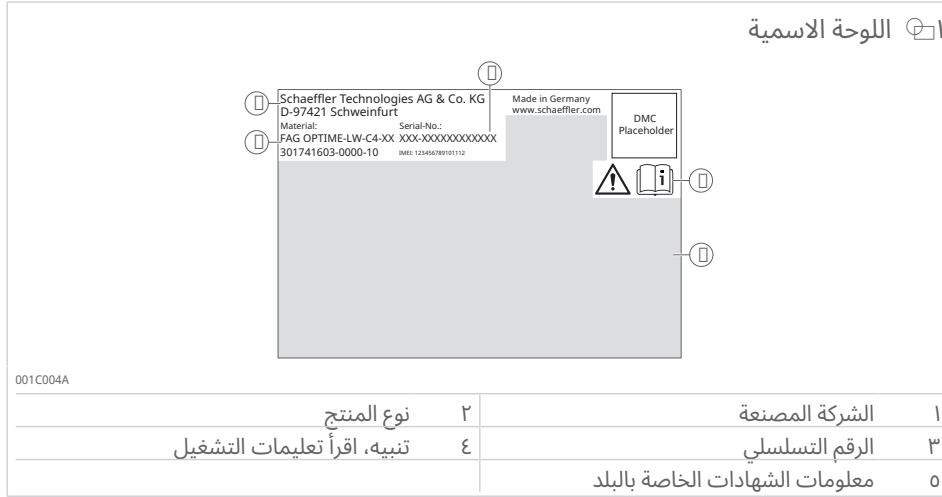 ١ اللوحة الاسمية
Schaeffler Technologies AG & Co. KG
D-97421 Schweinfurt
Made in Germany
www.schaeffler.com
DMC
Placeholder
Material:
Serial-No.:
FAG OPTIME-LW-C4-XX
XXX-XXXXXXXXXXXX
301741603-0000-10
IMEI: 123456789101112
001C004A
١ الشركة المصنعة
٢ نوع المنتج
٣ الرقم التسلسلي
٤ تنبيه، اقرأ تعليمات التشغيل
٥ معلومات الشهادات الخاصة بالبلد